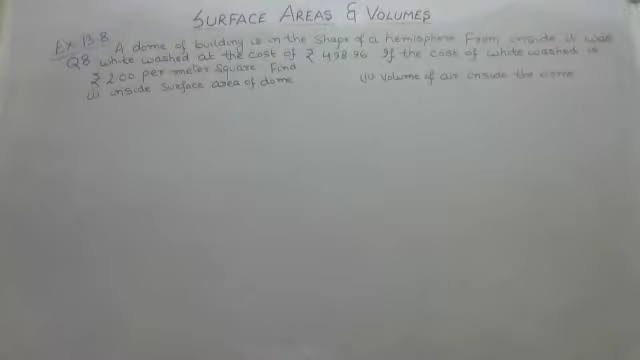 SURFACE AREAS & VOLUMES
Ex 13.8 A dome of building is in the shape of a hemisphere From inside it was
Q8 white washed at the cost of ₹ 498.96 If the cost of white washed is
₹ 2.00 per meter square Find
(i) inside surface area of dome (ii) volume of air inside the dome